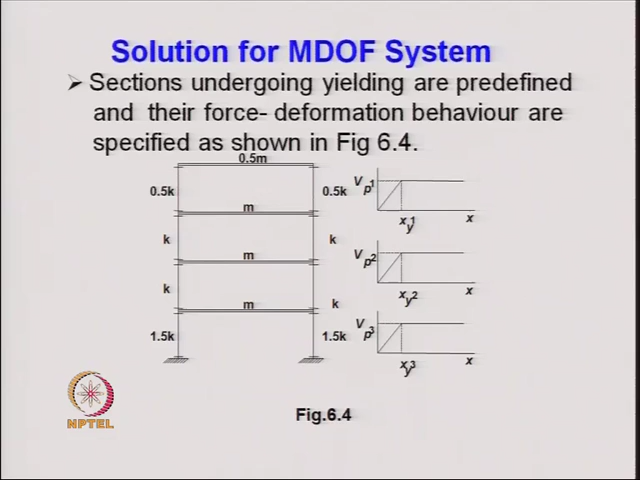 Solution for MDOF System
➤ Sections undergoing yielding are predefined
and their force- deformation behaviour are
specified as shown in Fig 6.4.
0.5m
0.5k 0.5k
m
k k
m
k k
m
1.5k 1.5k
Vp1
xy1 x
Vp2
xy2 x
Vp3
xy3 x
Fig.6.4
NPTEL